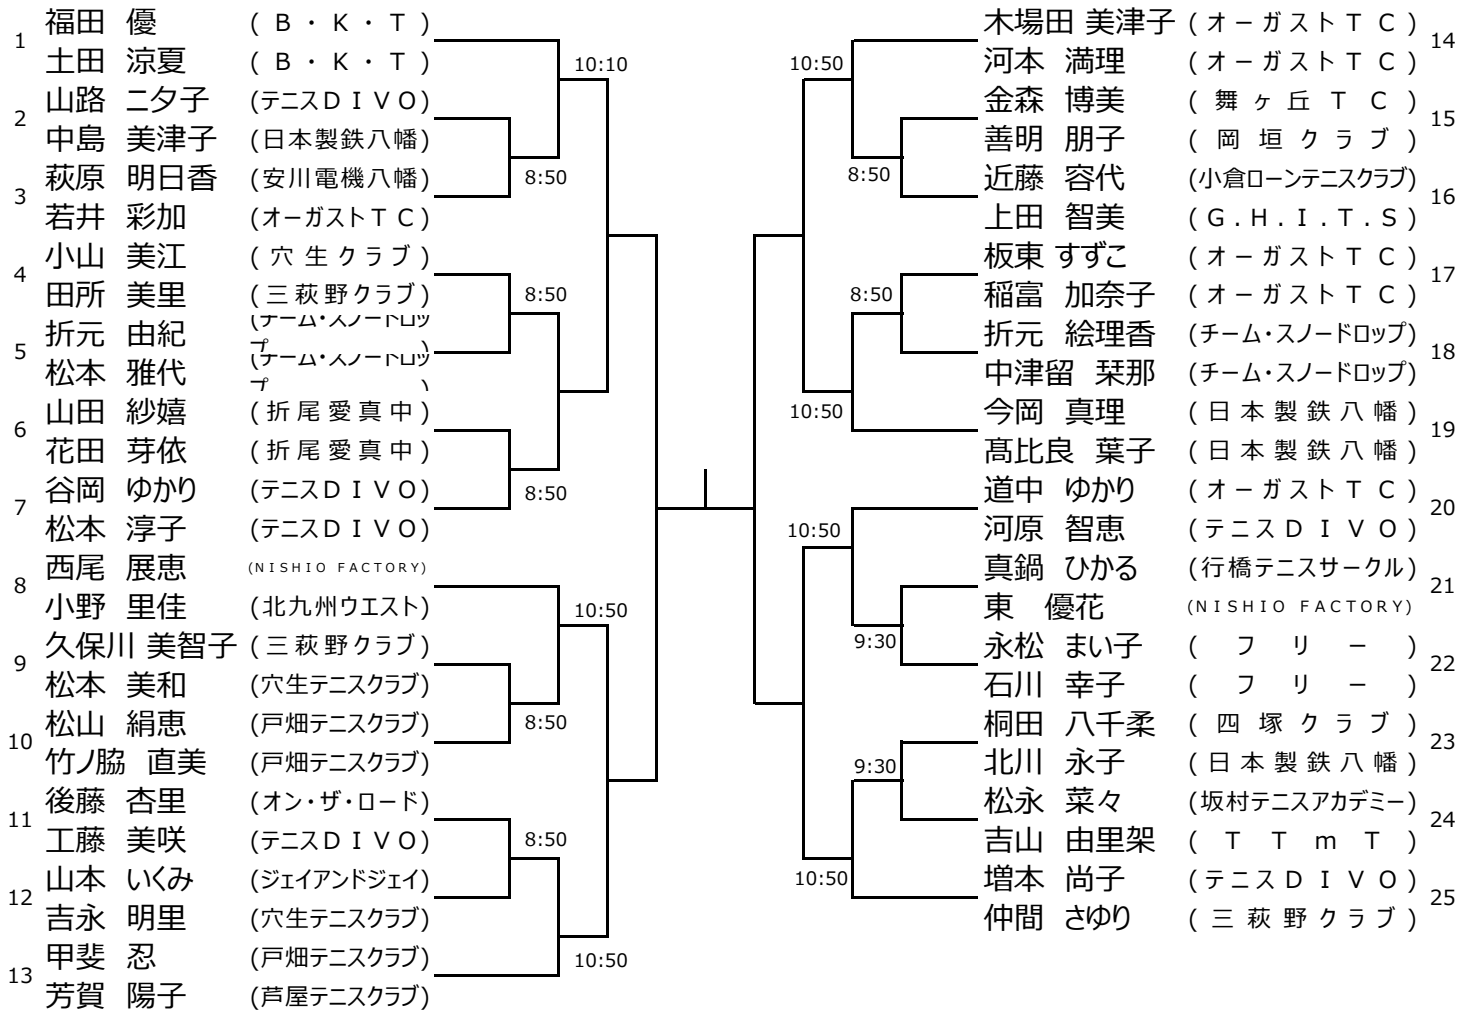 1
福田 優 (B・K・T)
土田 涼夏 (B・K・T)
2
山路 ニタ子 (テニスDIVO)
中島 美津子 (日本製鉄八幡)
3
萩原 明日香 (安川電機八幡)
若井 彩加 (オーガストTC)
4
小山 美江 (穴生クラブ)
田所 美里 (三萩野クラブ)
5
折元 由紀 (チーム・スノードロップ)
松本 雅代 (チーム・スノードロップ)
6
山田 紗嬉 (折尾愛真中)
花田 芽依 (折尾愛真中)
7
谷岡 ゆかり (テニスDIVO)
松本 淳子 (テニスDIVO)
8
西尾 展恵 (NISHIO FACTORY)
小野 里佳 (北九州ウエスト)
9
久保川 美智子 (三萩野クラブ)
松本 美和 (穴生テニスクラブ)
10
松山 絹恵 (戸畑テニスクラブ)
竹ノ脇 直美 (戸畑テニスクラブ)
11
後藤 杏里 (オン・ザ・ロード)
工藤 美咲 (テニスDIVO)
12
山本 いくみ (ジェイアンドジェイ)
吉永 明里 (穴生テニスクラブ)
13
甲斐 忍 (戸畑テニスクラブ)
芳賀 陽子 (芦屋テニスクラブ)
10:10
8:50
8:50
8:50
10:50
8:50
8:50
10:50
10:50
8:50
8:50
10:50
10:50
9:30
9:30
10:50
木場田 美津子 (オーガストTC)
河本 満理 (オーガストTC)
14
金森 博美 (舞ヶ丘TC)
善明 朋子 (岡垣クラブ)
15
近藤 容代 (小倉ローンテニスクラブ)
上田 智美 (G.H.I.T.S)
16
板東 すずこ (オーガストTC)
稲富 加奈子 (オーガストTC)
17
折元 絵理香 (チーム・スノードロップ)
中津留 栞那 (チーム・スノードロップ)
18
今岡 真理 (日本製鉄八幡)
髙比良 葉子 (日本製鉄八幡)
19
道中 ゆかり (オーガストTC)
河原 智恵 (テニスDIVO)
20
真鍋 ひかる (行橋テニスサークル)
東 優花 (NISHIO FACTORY)
21
永松 まい子 (フリー)
石川 幸子 (フリー)
22
桐田 八千柔 (四塚クラブ)
北川 永子 (日本製鉄八幡)
23
松永 菜々 (坂村テニスアカデミー)
吉山 由里架 (TTmT)
24
増本 尚子 (テニスDIVO)
仲間 さゆり (三萩野クラブ)
25